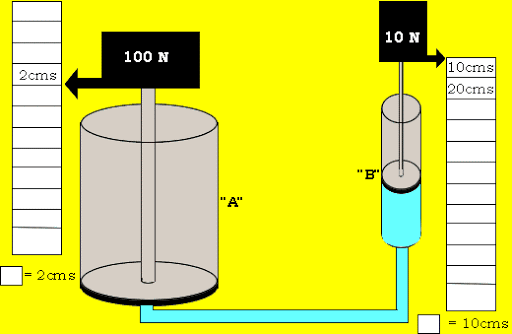 100 N
10 N
2cms
10cms
20cms
"B"
"A"
= 2cms
= 10cms